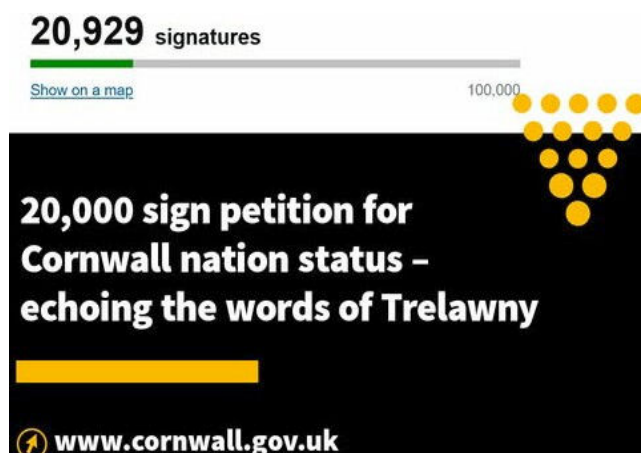 20,929 signatures
Show on a map
100,000
20,000 sign petition for
Cornwall nation status –
echoing the words of Trelawny
www.cornwall.gov.uk